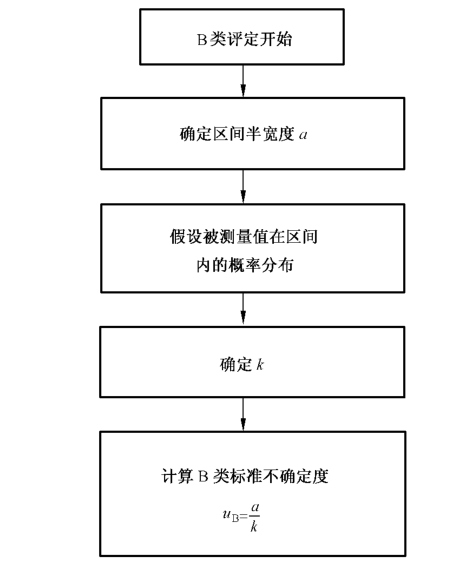 B类评定开始
确定区间半宽度 a
假设被测量值在区间
内的概率分布
确定 k
计算 B 类标准不确定度
u_B=a/k